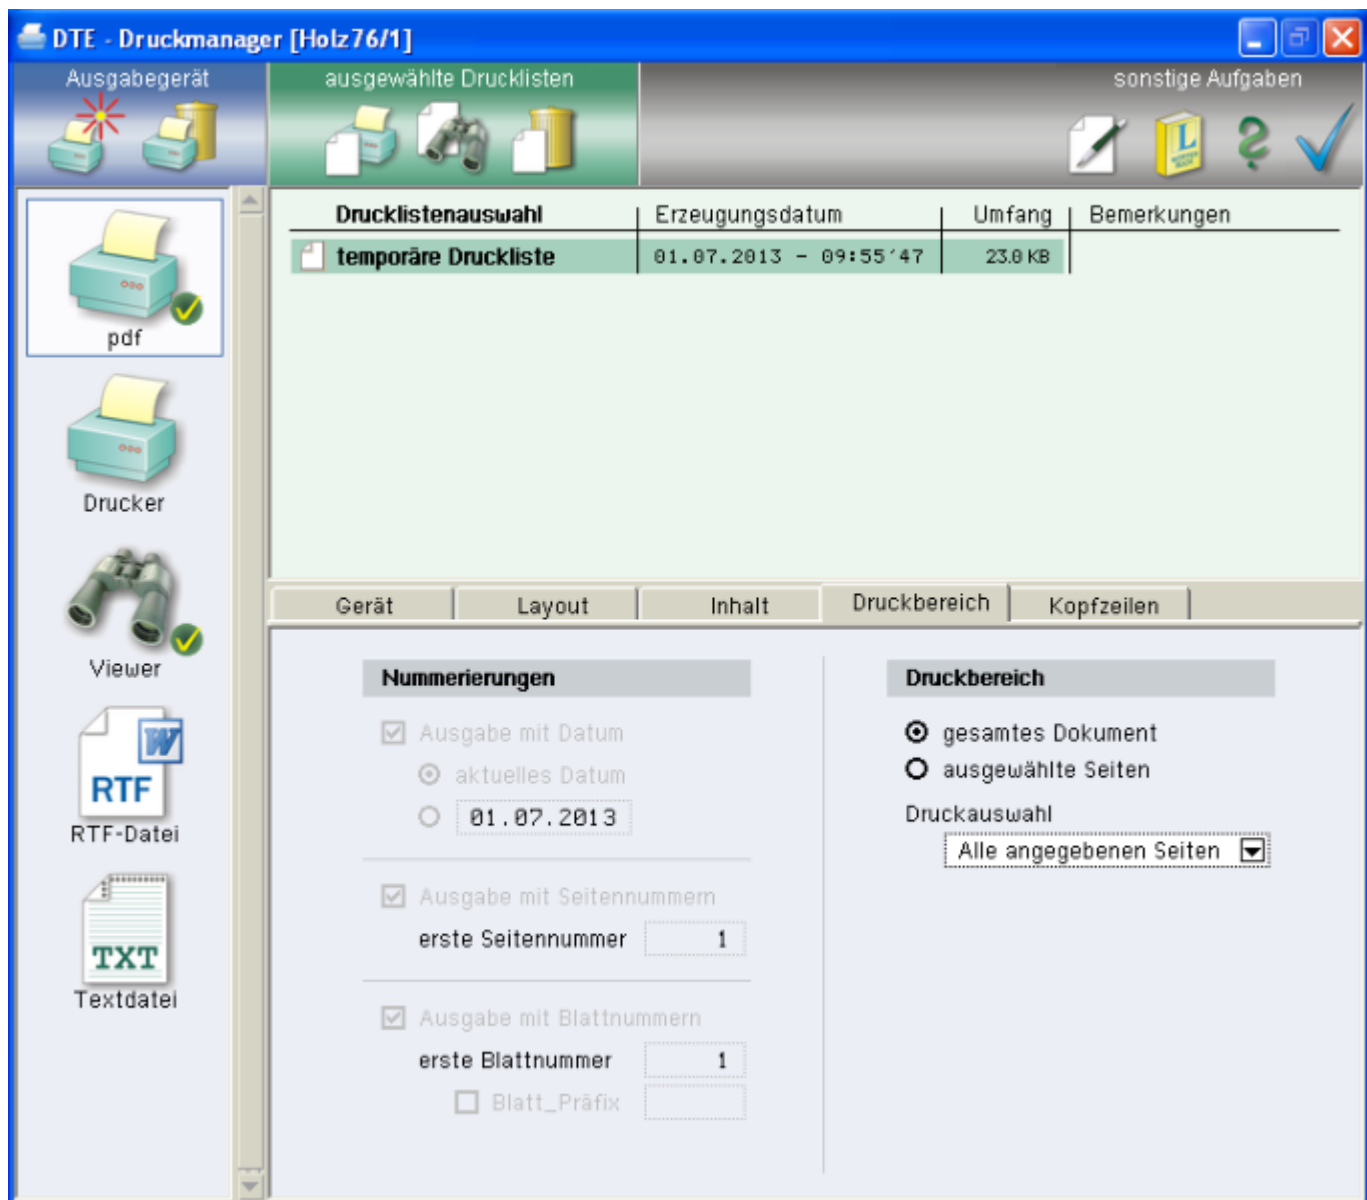 DTE - Druckmanager [Holz76/1]
Ausgabegerät
ausgewählte Drucklisten
sonstige Aufgaben
L
WÖRTER
BUCH
pdf
Drucker
Viewer
W
RTF
RTF-Datei
TXT
Textdatei
Drucklistenauswahl Erzeugungsdatum Umfang Bemerkungen
temporäre Druckliste 01.07.2013 - 09:55'47 23.0 KB
Gerät Layout Inhalt Druckbereich Kopfzeilen
Nummerierungen
Ausgabe mit Datum
aktuelles Datum
01.07.2013
Ausgabe mit Seitennummern
erste Seitennummer 1
Ausgabe mit Blattnummern
erste Blattnummer 1
Blatt_Präfix
Druckbereich
gesamtes Dokument
ausgewählte Seiten
Druckauswahl
Alle angegebenen Seiten